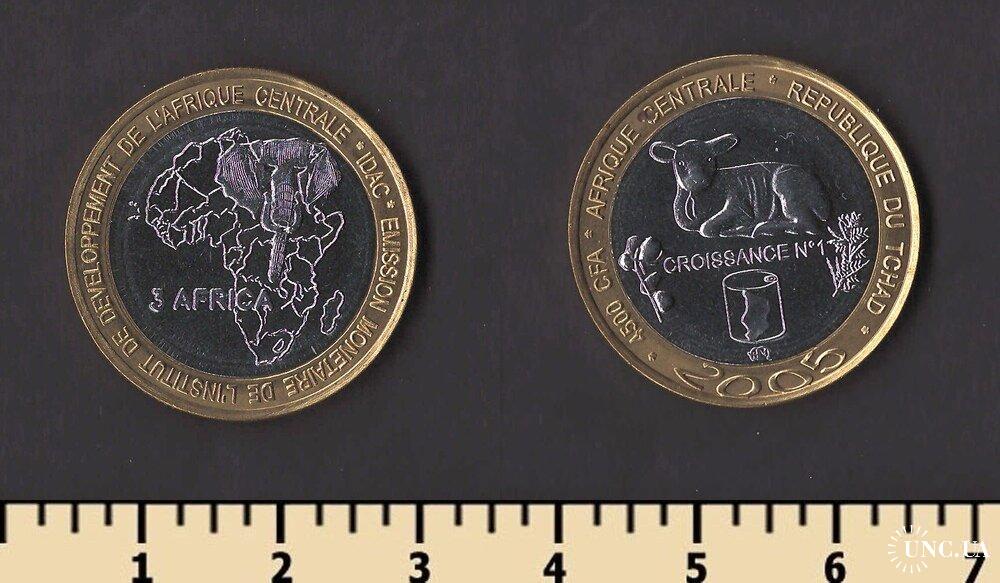 EMISSION MONETAIRE DE L'INSTITUT DE DEVELOPPEMENT DE L'AFRIQUE CENTRALE * IDAC *
3 AFRICA
* 4500 CFA * AFRIQUE CENTRALE * REPUBLIQUE DU TCHAD *
CROISSANCE N°1
2005
1 2 3 4 5 6 7
UNC.UA